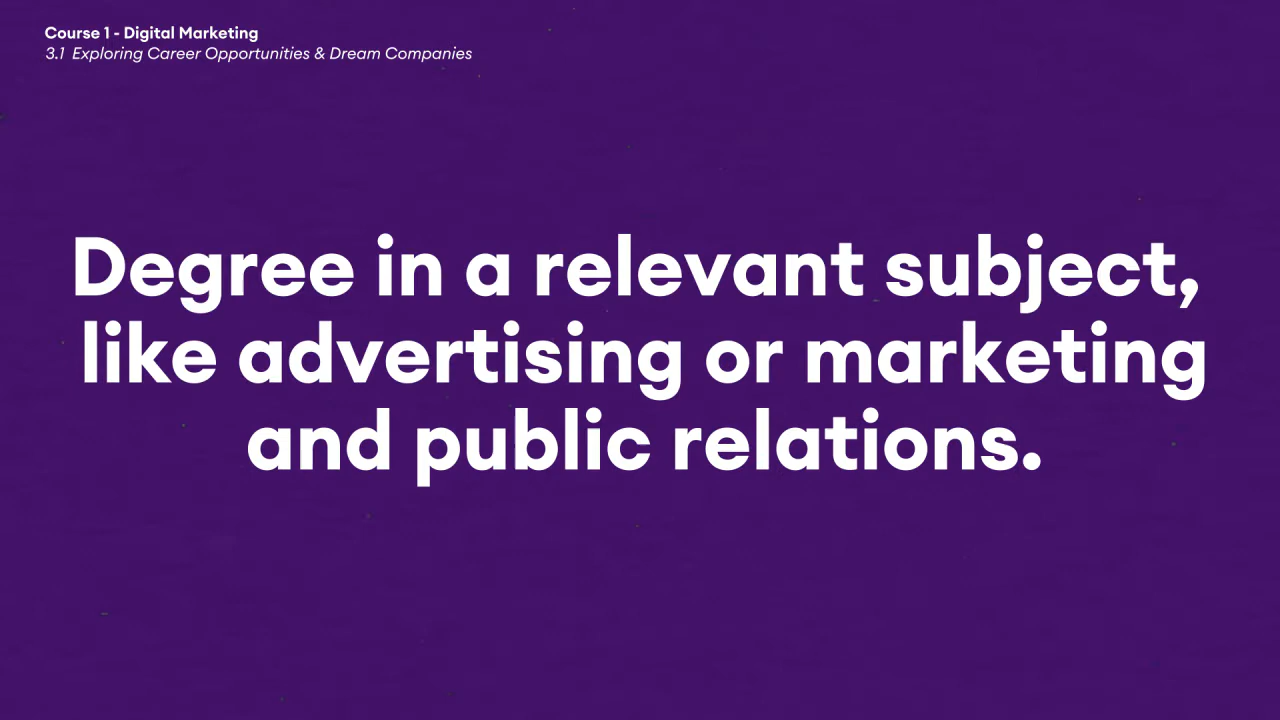 Course 1 - Digital Marketing
3.1 Exploring Career Opportunities & Dream Companies
Degree in a relevant subject,
like advertising or marketing
and public relations.